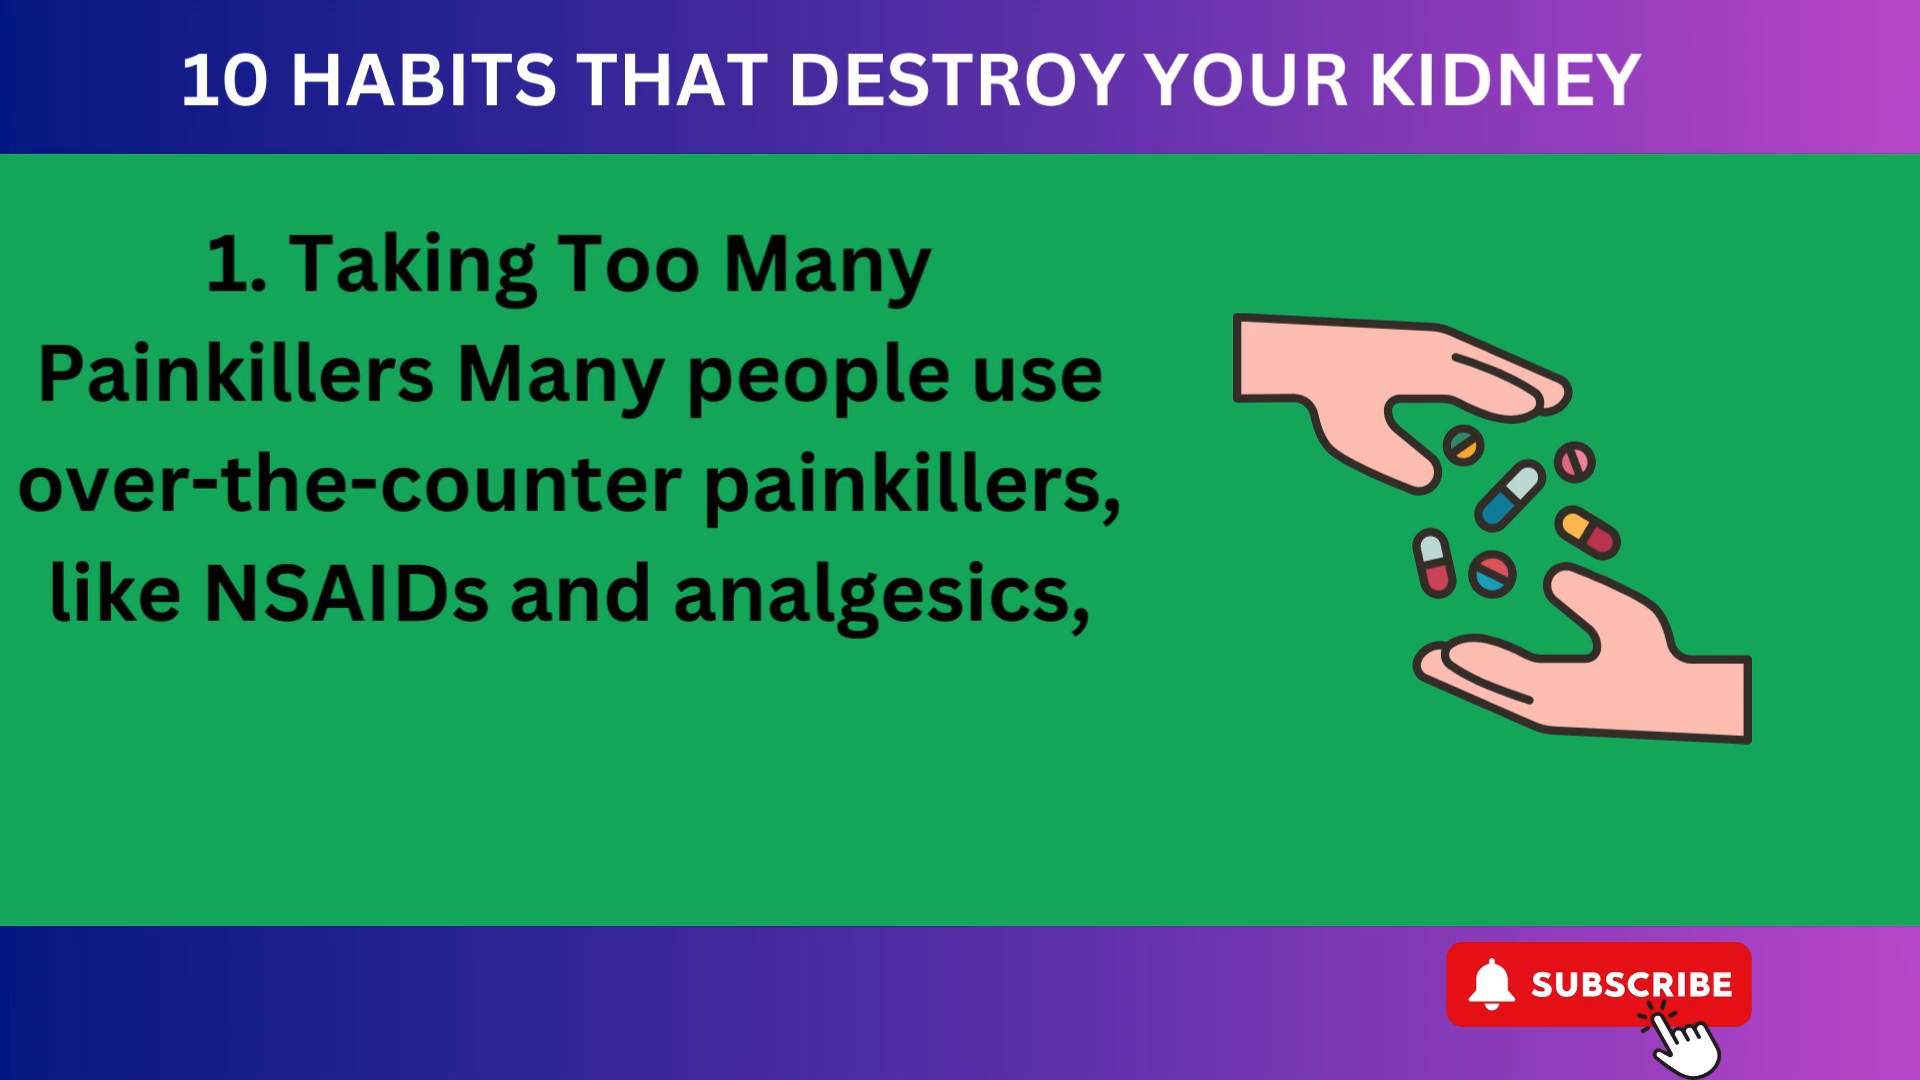 10 HABITS THAT DESTROY YOUR KIDNEY
1. Taking Too Many
Painkillers Many people use
over-the-counter painkillers,
like NSAIDs and analgesics,
SUBSCRIBE